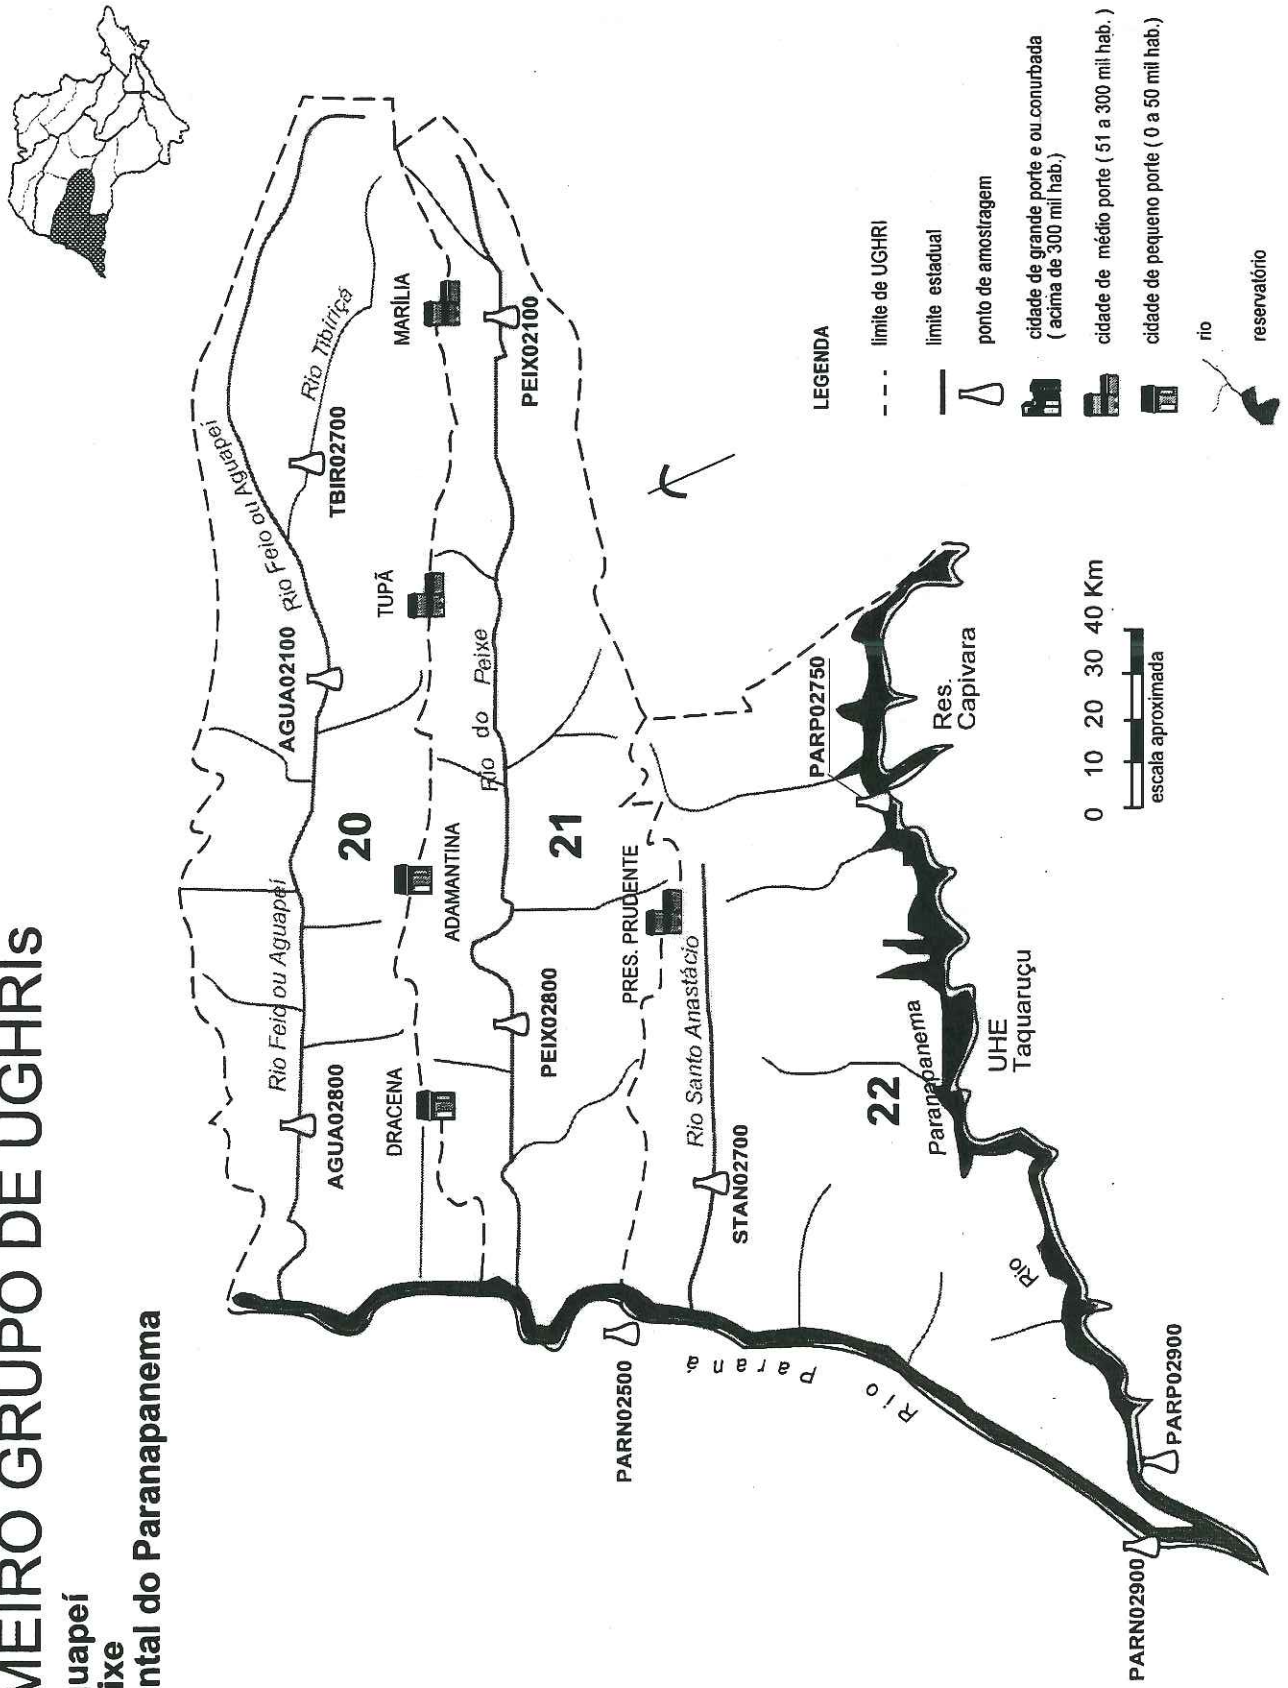 MEIRO GRUPO DE UGHRIs
uapeí
ixe
ntal do Paranapanema
Rio Feio ou Aguapeí
Rio Feio ou Aguapeí
Rio Tibiriçá
AGUA02800
AGUA02100
TBIR02700
20
DRACENA
ADAMANTINA
TUPÃ
MARÍLIA
Rio do Peixe
PEIX02800
PEIX02100
21
PARN02500
PRES. PRUDENTE
Rio Santo Anastácio
STAN02700
Rio Paraná
22
PARP02750
Rio Paranapanema
UHE
Taquaruçu
Res.
Capivara
PARN02900
PARP02900
0 10 20 30 40 Km
escala aproximada
LEGENDA
limite de UGHRI
limite estadual
ponto de amostragem
cidade de grande porte e ou conurbada
( acima de 300 mil hab.)
cidade de médio porte ( 51 a 300 mil hab. )
cidade de pequeno porte ( 0 a 50 mil hab.)
rio
reservatório